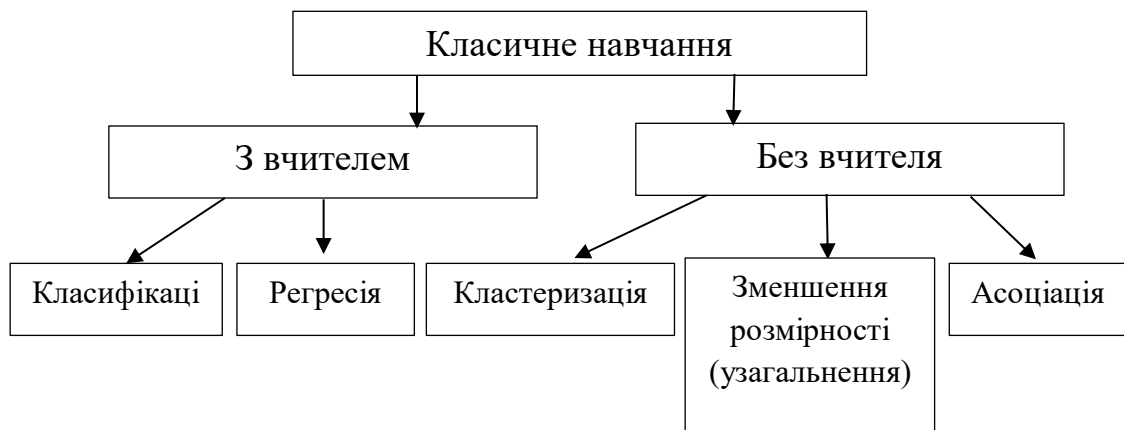 Класичне навчання
З вчителем
Без вчителя
Класифікаці
Регресія
Кластеризація
Зменшення
розмірності
(узагальнення)
Асоціація